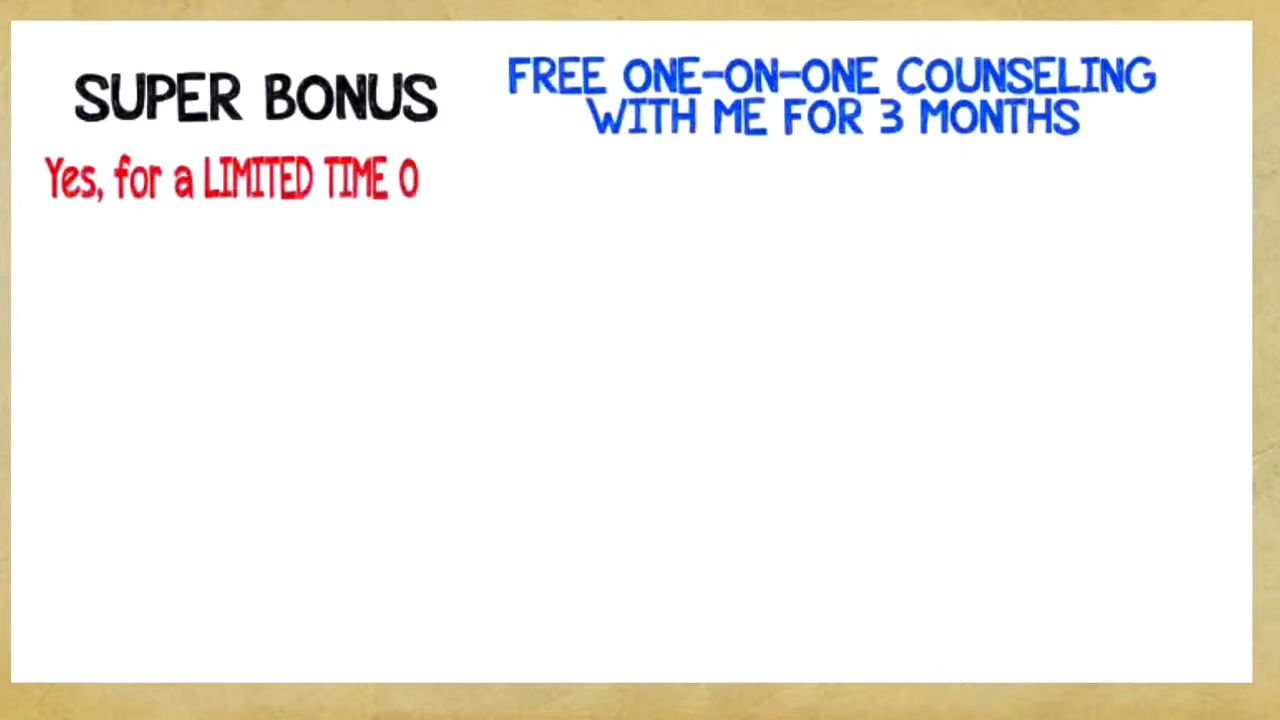 SUPER BONUS
Yes, for a LIMITED TIME O
FREE ONE-ON-ONE COUNSELING
WITH ME FOR 3 MONTHS